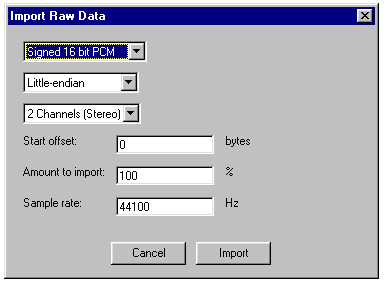 Import Raw Data
Signed 16 bit PCM
Little-endian
2 Channels (Stereo)
Start offset: 0 bytes
Amount to import: 100 %
Sample rate: 44100 Hz
Cancel Import